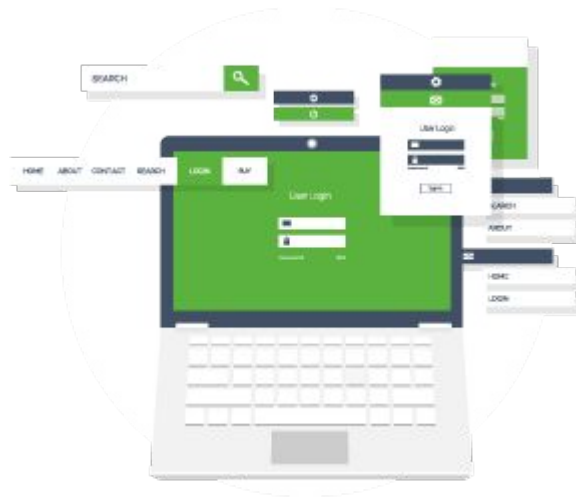 SEARCH
HOME ABOUT CONTACT SEARCH LOGIN BUY
User Login
User Login
SEARCH
ABOUT
HOME
LOGIN